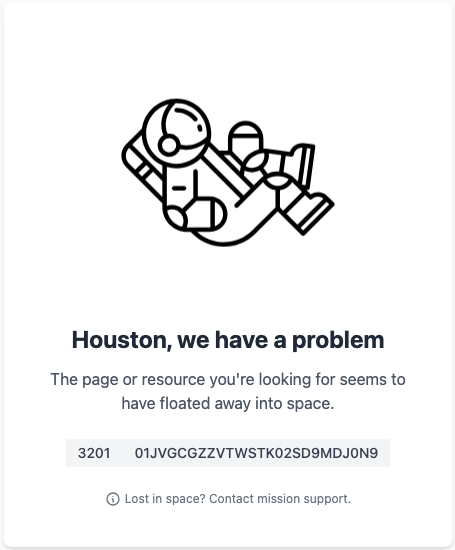 Houston, we have a problem
The page or resource you're looking for seems to
have floated away into space.
3201 01JVGCGZZVTWSTK02SD9MDJ0N9
Lost in space? Contact mission support.